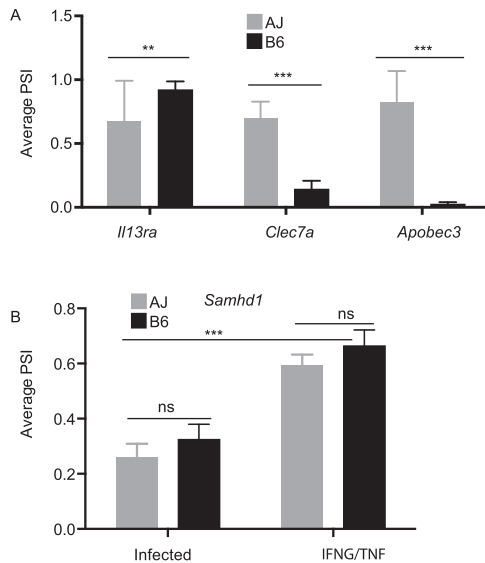 A
1.5
1.0
0.5
0.0
Average PSI
AJ
B6
**
***
***
Il13ra
Clec7a
Apobec3
B
0.8
0.6
0.4
0.2
0.0
Average PSI
AJ
B6
Samhd1
ns
***
ns
Infected
IFNG/TNF